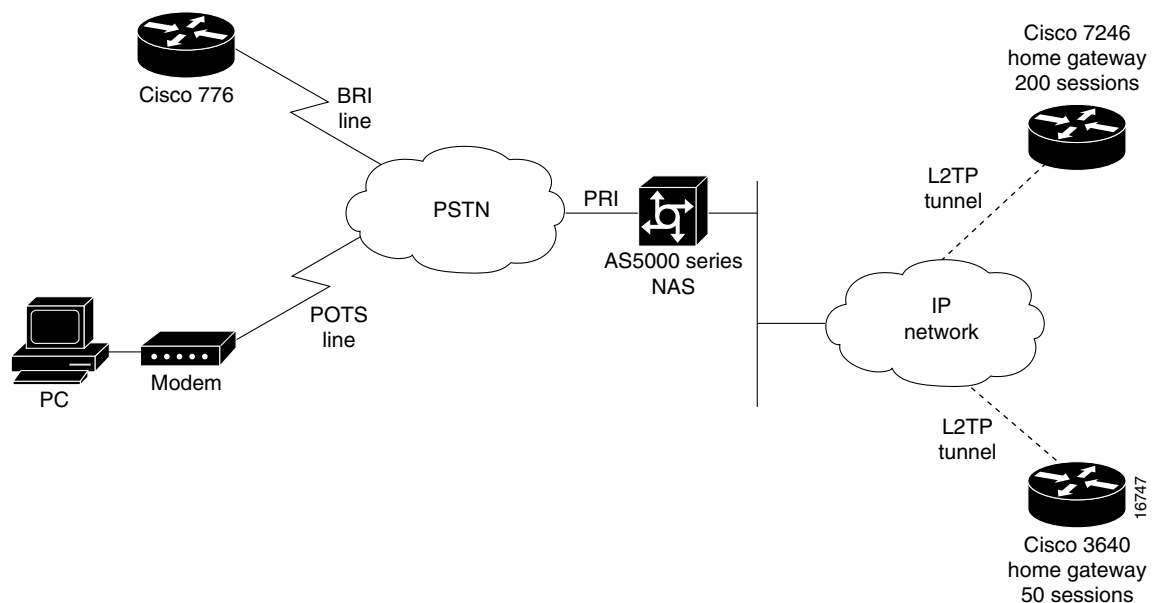 Cisco 7246
home gateway
200 sessions
Cisco 776
BRI
line
L2TP
tunnel
PSTN
PRI
AS5000 series
NAS
IP
network
POTS
line
Modem
PC
L2TP
tunnel
16747
Cisco 3640
home gateway
50 sessions